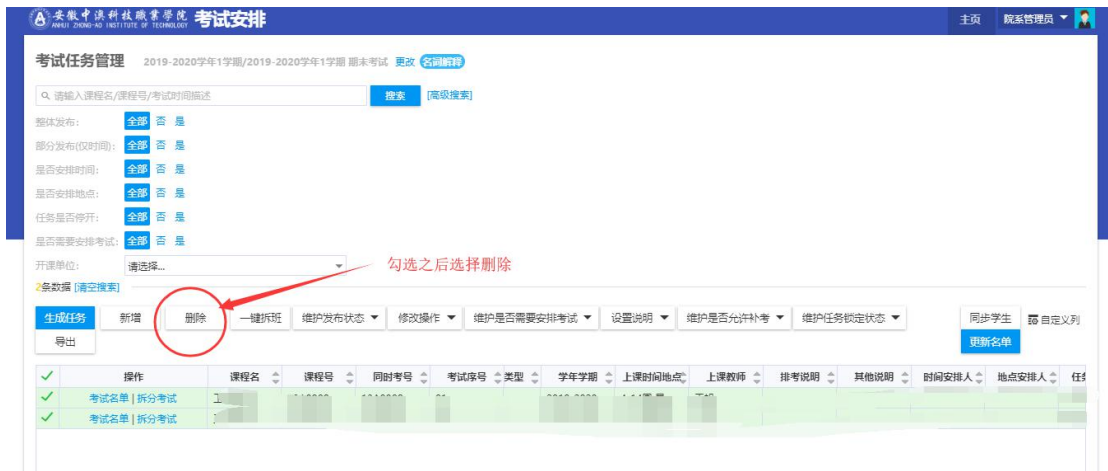 安徽中澳科技职业学院 考试安排 主页 院系管理员
ANHUI ZHONG-AO INSTITUTE OF TECHNOLOGY
考试任务管理 2019-2020学年1学期/2019-2020学年1学期 期末考试 更改 名词解释
请输入课程名/课程号/考试时间描述 搜索 [高级搜索]
整体发布: 全部 否 是
部分发布(仅时间): 全部 否 是
是否安排时间: 全部 否 是
是否安排地点: 全部 否 是
任务是否停开: 全部 否 是
是否需要安排考试: 全部 否 是
开课单位: 请选择... 勾选之后选择删除
2条数据 [清空搜索]
生成任务 新增 删除 一键拆班 维护发布状态 修改操作 维护是否需要安排考试 设置说明 维护是否允许补考 维护任务锁定状态 同步学生 自定义列
导出 更新名单
操作 课程名 课程号 同时考号 考试序号 类型 学年学期 上课时间地点 上课教师 排考说明 其他说明 时间安排人 地点安排人
考试名单 | 拆分考试
考试名单 | 拆分考试